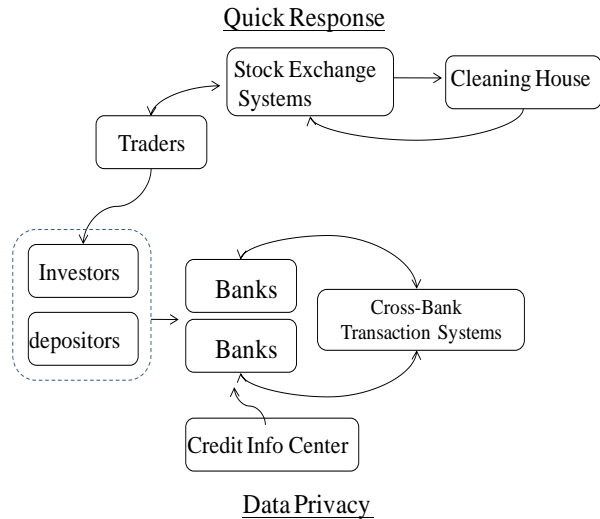 Quick Response
Stock Exchange
Systems
Cleaning House
Traders
Investors
depositors
Banks
Banks
Cross-Bank
Transaction Systems
Credit Info Center
Data Privacy